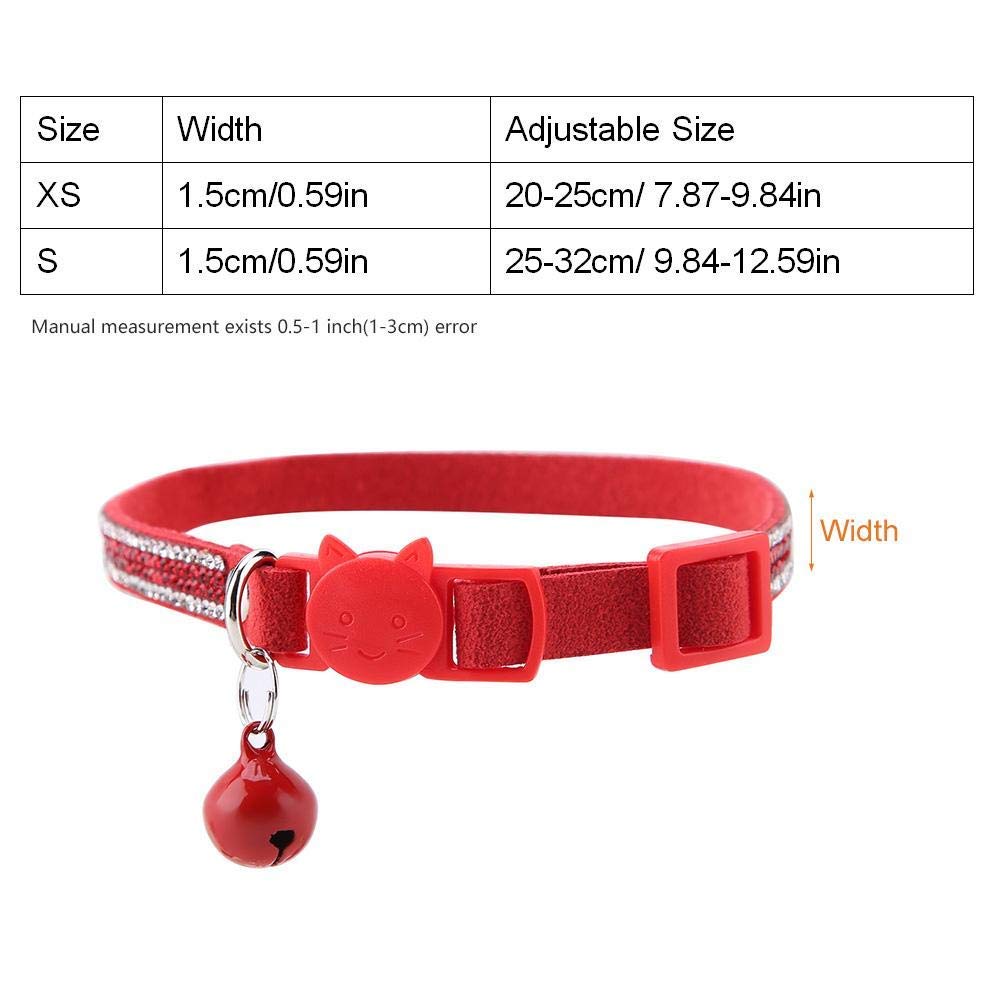 Size Width Adjustable Size
XS 1.5cm/0.59in 20-25cm/ 7.87-9.84in
S 1.5cm/0.59in 25-32cm/ 9.84-12.59in
Manual measurement exists 0.5-1 inch(1-3cm) error
Width